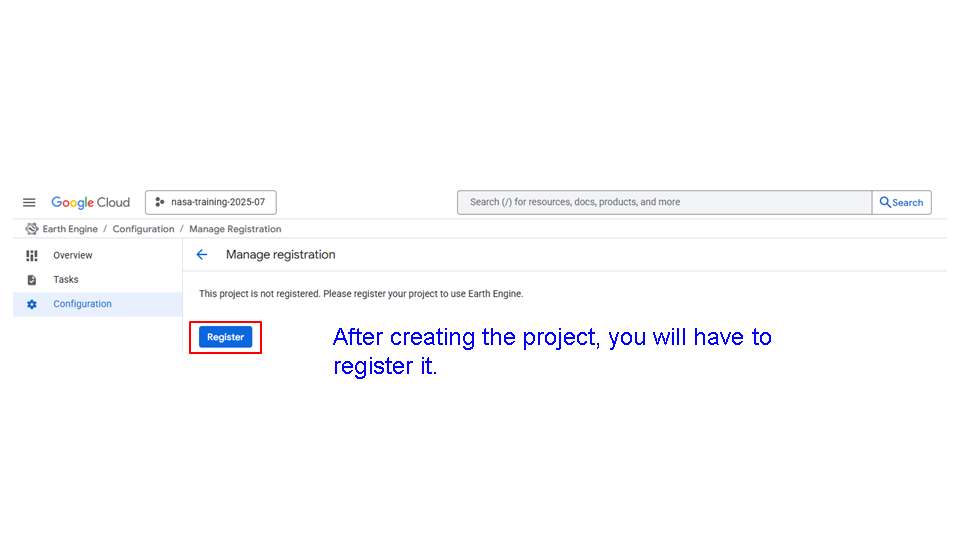 Google Cloud
nasa-training-2025-07
Search (/) for resources, docs, products, and more
Search
Earth Engine / Configuration / Manage Registration
Overview
Manage registration
Tasks
Configuration
This project is not registered. Please register your project to use Earth Engine.
Register
After creating the project, you will have to
register it.